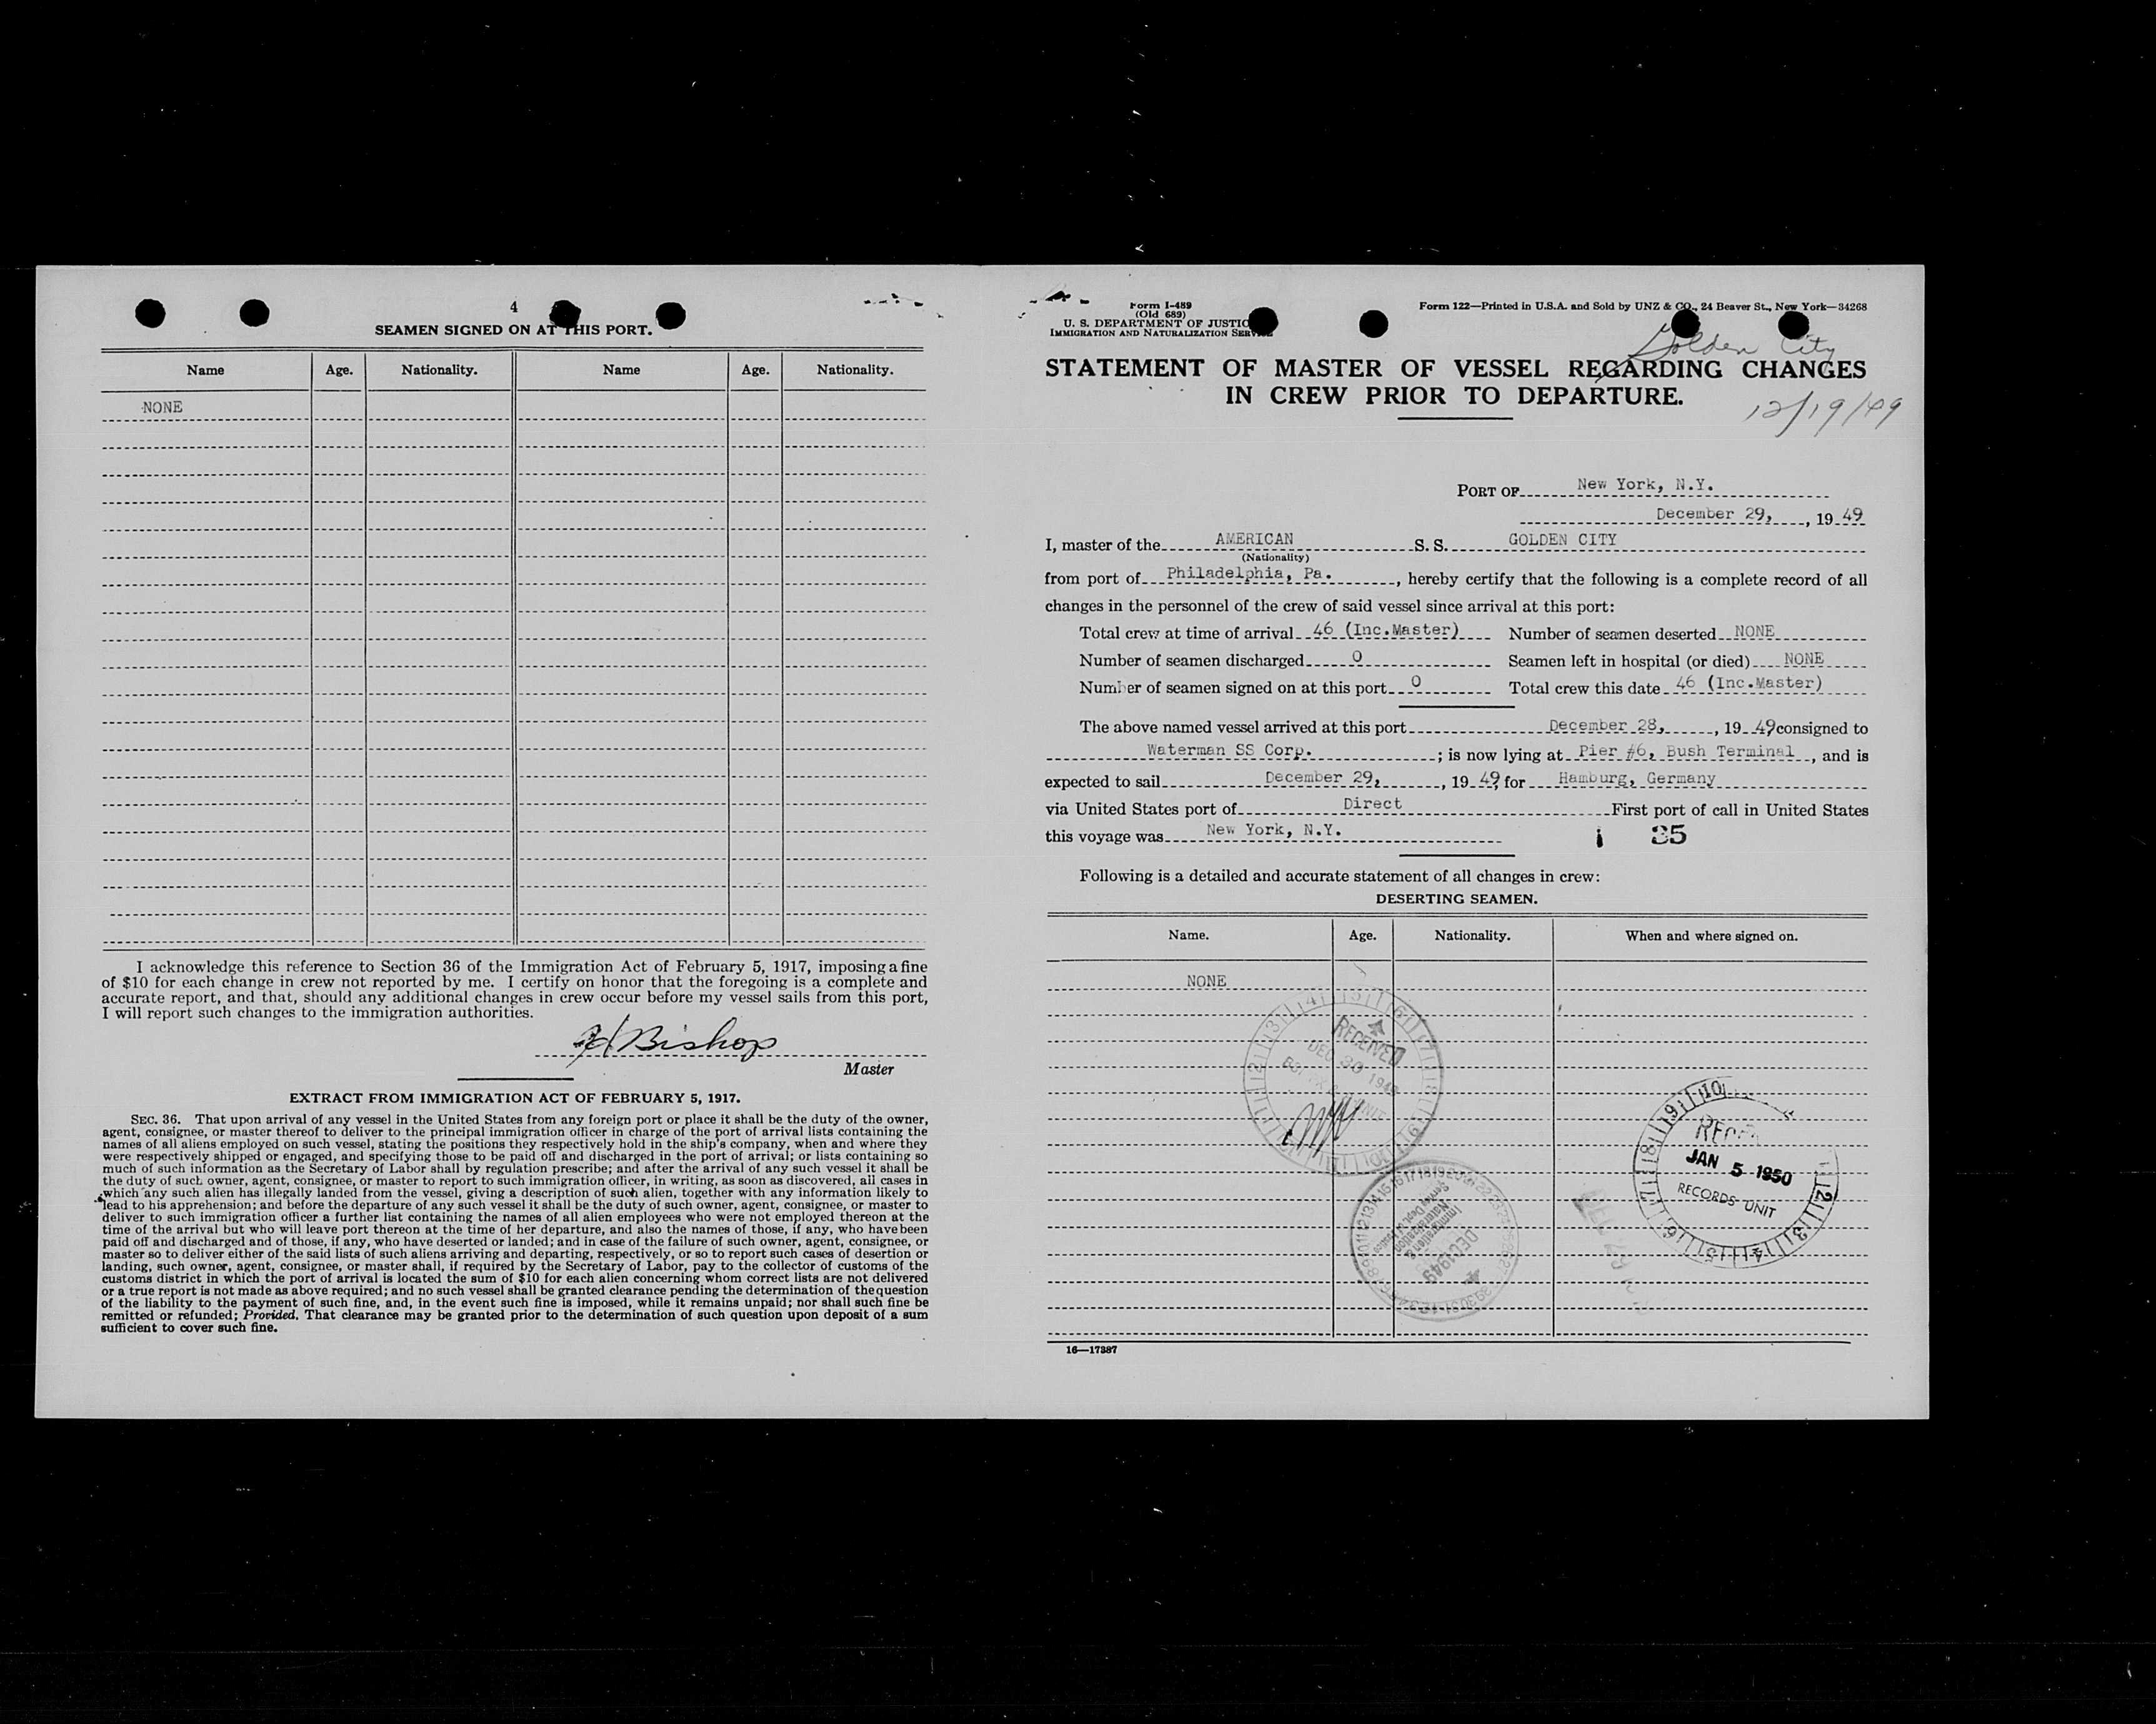 4
SEAMEN SIGNED ON AT THIS PORT.
Name Age. Nationality. Name Age. Nationality.
NONE
I acknowledge this reference to Section 36 of the Immigration Act of February 5, 1917, imposing a fine
of $10 for each change in crew not reported by me. I certify on honor that the foregoing is a complete and
accurate report, and that, should any additional changes in crew occur before my vessel sails from this port,
I will report such changes to the immigration authorities.
Bishop
Master
EXTRACT FROM IMMIGRATION ACT OF FEBRUARY 5, 1917.
SEC. 36. That upon arrival of any vessel in the United States from any foreign port or place it shall be the duty of the owner,
agent, consignee, or master thereof to deliver to the principal immigration officer in charge of the port of arrival lists containing the
names of all aliens employed on such vessel, stating the positions they respectively hold in the ship's company, when and where they
were respectively shipped or engaged, and specifying those to be paid off and discharged in the port of arrival; or lists containing so
much of such information as the Secretary of Labor shall by regulation prescribe; and after the arrival of any such vessel it shall be
the duty of such owner, agent, consignee, or master to report to such immigration officer, in writing, as soon as discovered, all cases in
which any such alien has illegally landed from the vessel, giving a description of such alien, together with any information likely to
lead to his apprehension; and before the departure of any such vessel it shall be the duty of such owner, agent, consignee, or master to
deliver to such immigration officer a further list containing the names of all alien employees who were not employed thereon at the
time of the arrival but who will leave port thereon at the time of her departure, and also the names of those, if any, who have been
paid off and discharged and of those, if any, who have deserted or landed; and in case of the failure of such owner, agent, consignee, or
master so to deliver either of the said lists of such aliens arriving and departing, respectively, or so to report such cases of desertion or
landing, such owner, agent, consignee, or master shall, if required by the Secretary of Labor, pay to the collector of customs of the
customs district in which the port of arrival is located the sum of $10 for each alien concerning whom correct lists are not delivered
or a true report is not made as above required; and no such vessel shall be granted clearance pending the determination of the question
of the liability to the payment of such fine, and, in the event such fine is imposed, while it remains unpaid; nor shall such fine be
remitted or refunded; Provided, That clearance may be granted prior to the determination of such question upon deposit of a sum
sufficient to cover such fine.
Form I-489
(Old 689)
U. S. DEPARTMENT OF JUSTICE
IMMIGRATION AND NATURALIZATION SERVICE
Form 122—Printed in U.S.A. and Sold by UNZ & CO., 24 Beaver St., New York—34268
Golden City
STATEMENT OF MASTER OF VESSEL REGARDING CHANGES
IN CREW PRIOR TO DEPARTURE.
12/19/49
PORT OF New York, N.Y.
December 29, , 19 49
I, master of the AMERICAN S. S. GOLDEN CITY
(Nationality)
from port of Philadelphia, Pa. , hereby certify that the following is a complete record of all
changes in the personnel of the crew of said vessel since arrival at this port:
Total crew at time of arrival 46 (Inc.Master) Number of seamen deserted NONE
Number of seamen discharged 0 Seamen left in hospital (or died) NONE
Number of seamen signed on at this port 0 Total crew this date 46 (Inc.Master)
The above named vessel arrived at this port December 28, , 19 49 consigned to
Waterman SS Corp. ; is now lying at Pier #6, Bush Terminal , and is
expected to sail December 29, , 19 49 for Hamburg, Germany
via United States port of Direct First port of call in United States
this voyage was New York, N.Y.
35
Following is a detailed and accurate statement of all changes in crew:
DESERTING SEAMEN.
Name. Age. Nationality. When and where signed on.
NONE
RECEIVED
DEC 30 1949
JAN 5 1950
RECORDS UNIT
Immigration &
Naturalization
Service
DEC 1949
16—17387